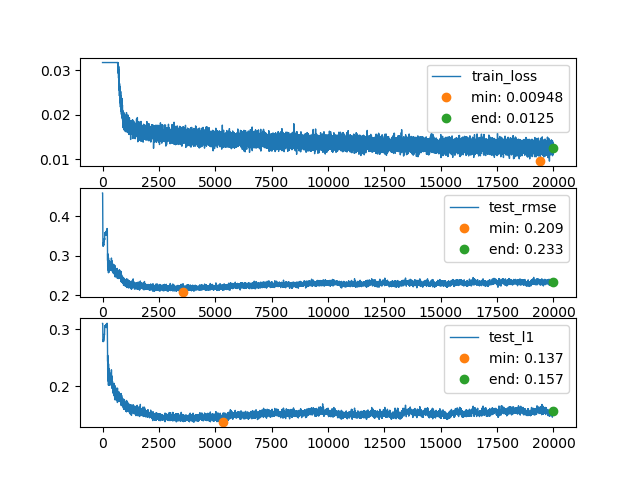 0.03
0.02
0.01
train_loss
min: 0.00948
end: 0.0125
0 2500 5000 7500 10000 12500 15000 17500 20000
0.4
0.3
0.2
test_rmse
min: 0.209
end: 0.233
0 2500 5000 7500 10000 12500 15000 17500 20000
0.3
0.2
test_l1
min: 0.137
end: 0.157
0 2500 5000 7500 10000 12500 15000 17500 20000